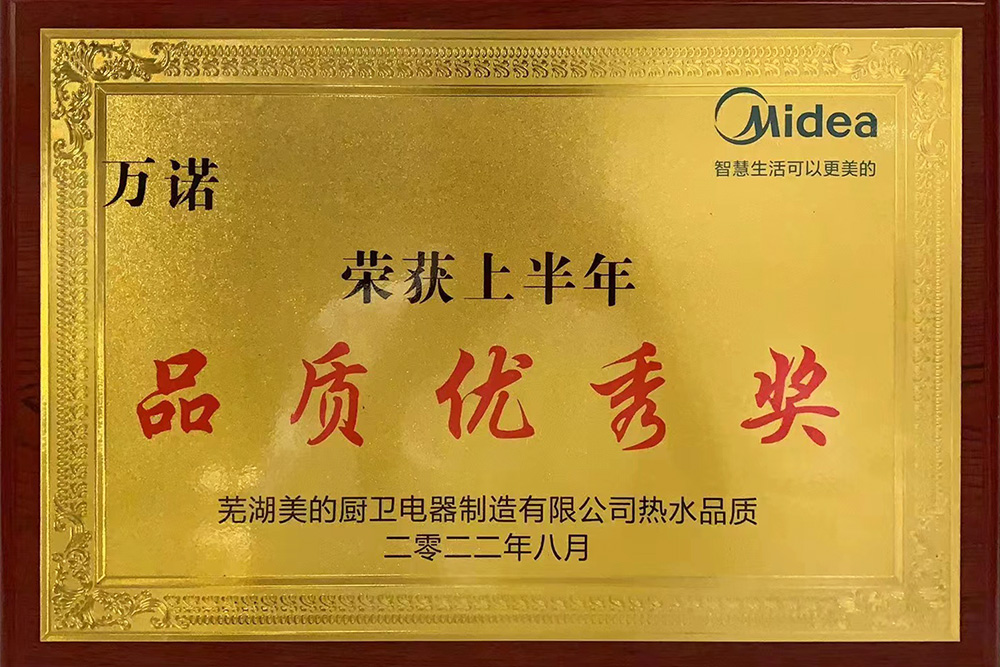 Midea
智慧生活可以更美的
万诺
荣获上半年
品质优秀奖
芜湖美的厨卫电器制造有限公司热水品质
二零二二年八月